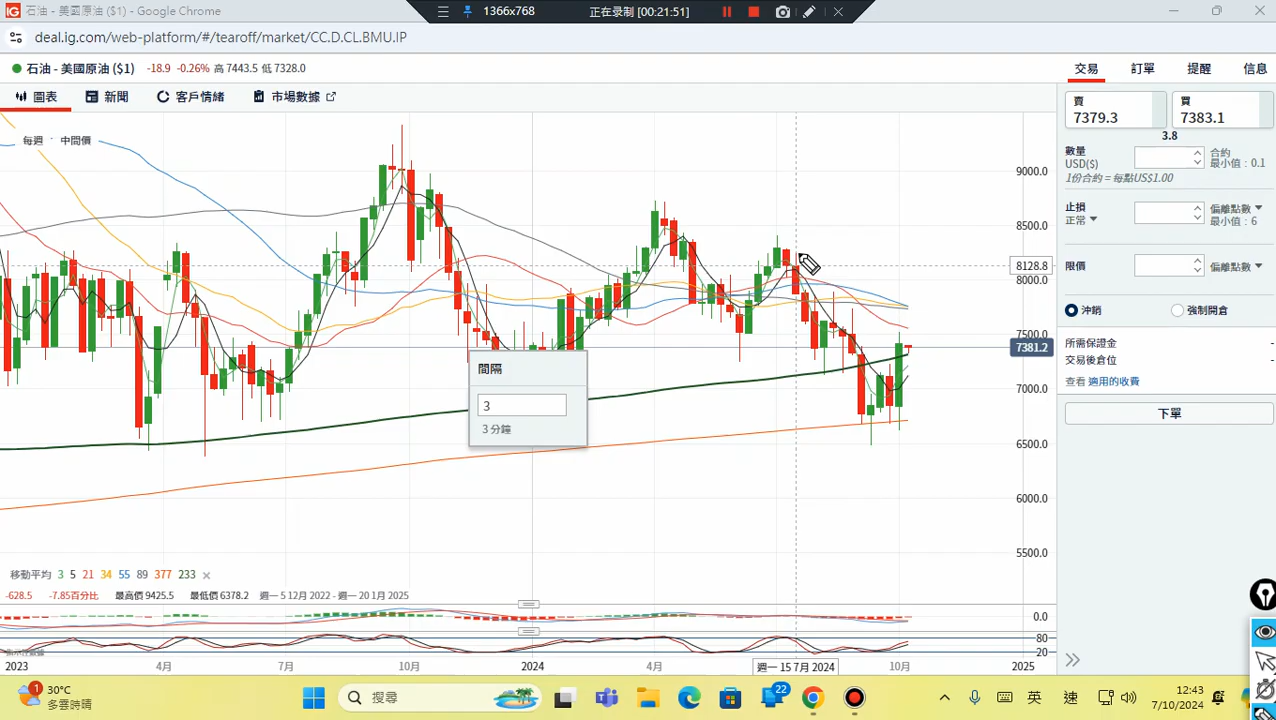 石油 - 美國原油 ($1) - Google Chrome
1366x768
正在录制 [00:21:51]
deal.ig.com/web-platform/#/tearoff/market/CC.D.CL.BMU.IP
石油 - 美國原油 ($1) -18.9 -0.26% 高 7443.5 低 7328.0
交易 訂單 提醒 信息
圖表 新聞 客戶情緒 市場數據
每週 中間價
賣 7379.3
買 7383.1
3.8
數量 合約
USD($) 最小值 : 0.1
1份合約 = 每點US$1.00
止損 偏離點數
正常 最小值 : 6
限價 偏離點數
沖銷 強制開倉
所需保證金 -
交易後倉位 -
查看 適用的收費
下單
9000.0
8500.0
8128.8
8000.0
7500.0
7381.2
7000.0
6500.0
6000.0
5500.0
間隔
3
3 分鐘
移動平均 3 5 21 34 55 89 377 233
-628.5 -7.85百分比 最高價 9425.5 最低價 6378.2 週一 5 12月 2022 - 週一 20 1月 2025
0.0
80
20
2023 4月 7月 10月 2024 4月 週一 15 7月 2024 10月 2025
1
30°C
多雲時晴
搜尋
22
英
速
12:43
7/10/2024